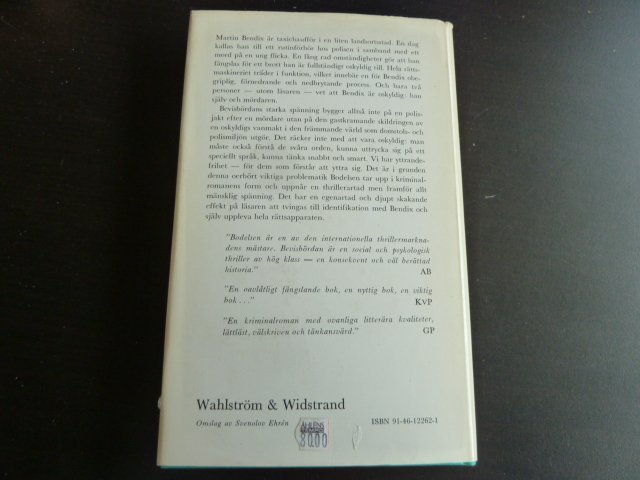 Martin Bendix är taxichaufför i en liten landsortsstad. En dag
kallas han till ett rutinförhör hos polisen i samband med ett
mord på en ung flicka. En lång rad omständigheter gör att han
fängslas för ett brott han är fullständigt oskyldig till. Hela rätts-
maskineriet träder i funktion, vilket innebär en för Bendix obe-
griplig, förnedrande och nedbrytande process. Och bara två
personer — utom läsaren — vet att Bendix är oskyldig: han
själv och mördaren.
Bevisbördans starka spänning bygger alltså inte på en polis-
jakt efter en mördare utan på den gastkramande skildringen av
en oskyldigs vanmakt i den främmande värld som domstols- och
polismiljön utgör. Det räcker inte med att vara oskyldig: man
måste också förstå de svåra orden, kunna uttrycka sig på ett
speciellt språk, kunna tänka snabbt och smart. Vi har yttrande-
frihet — för dem som förstår att yttra sig. Det är i grunden
denna oerhört viktiga problematik Bodelsen tar upp i kriminal-
romanens form och uppnår en thrillerartad men framför allt
mänsklig spänning. Det har en egenartad och djupt skakande
effekt på läsaren att tvingas till identifikation med Bendix och
själv uppleva hela rättsapparaten.
"Bodelsen är en av den internationella thrillermarkna-
dens mästare. Bevisbördan är en social och psykologisk
thriller av hög klass — en konsekvent och väl berättad
historia." AB
"En oavlåtligt fängslande bok, en nyttig bok, en viktig
bok..." KvP
"En kriminalroman med ovanliga litterära kvaliteter,
lättläst, välskriven och tänkansvärd." GP
Wahlström & Widstrand
Omslag av Svenolov Ehrén ISBN 91-46-12262-1
ÅHLÉNS
80.00